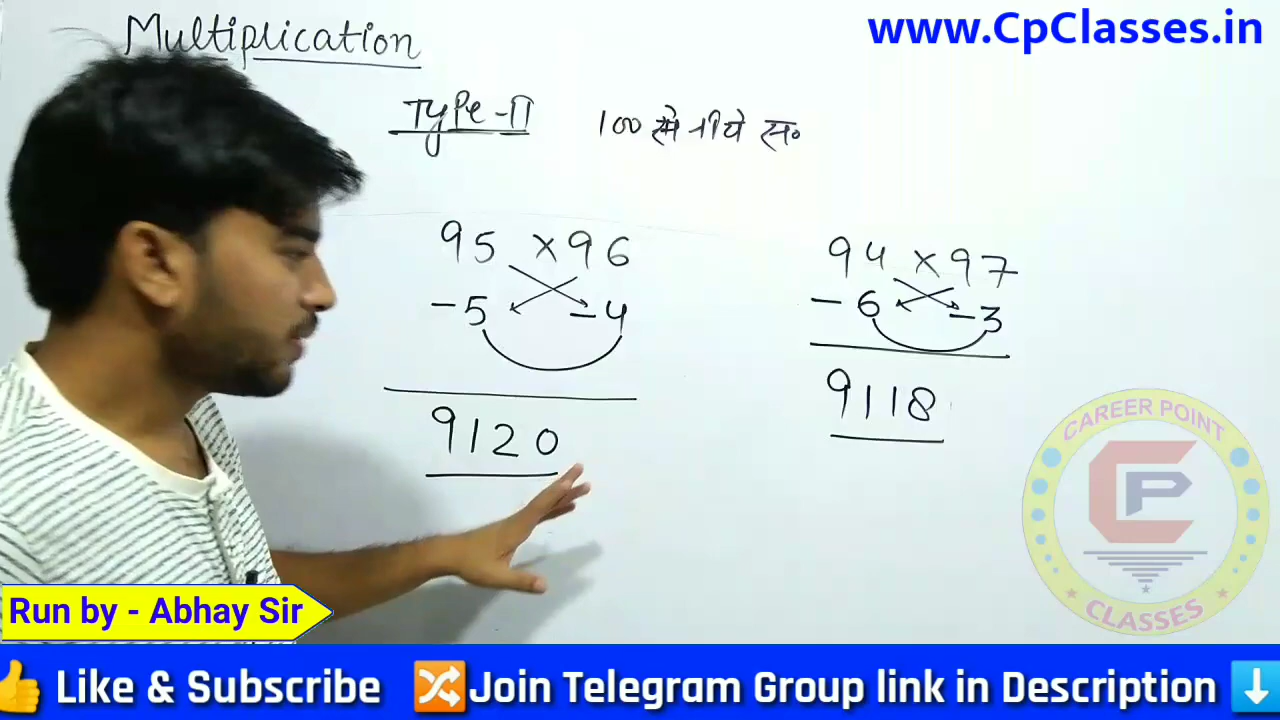 www.CpClasses.in
Multiplication
Type-II 100 से नीचे सं०
95 × 96
-5 -4
9120
94 × 97
-6 -3
9118
CAREER POINT
CP
CLASSES
Run by - Abhay Sir
👍 Like & Subscribe 🔀 Join Telegram Group link in Description ⬇️